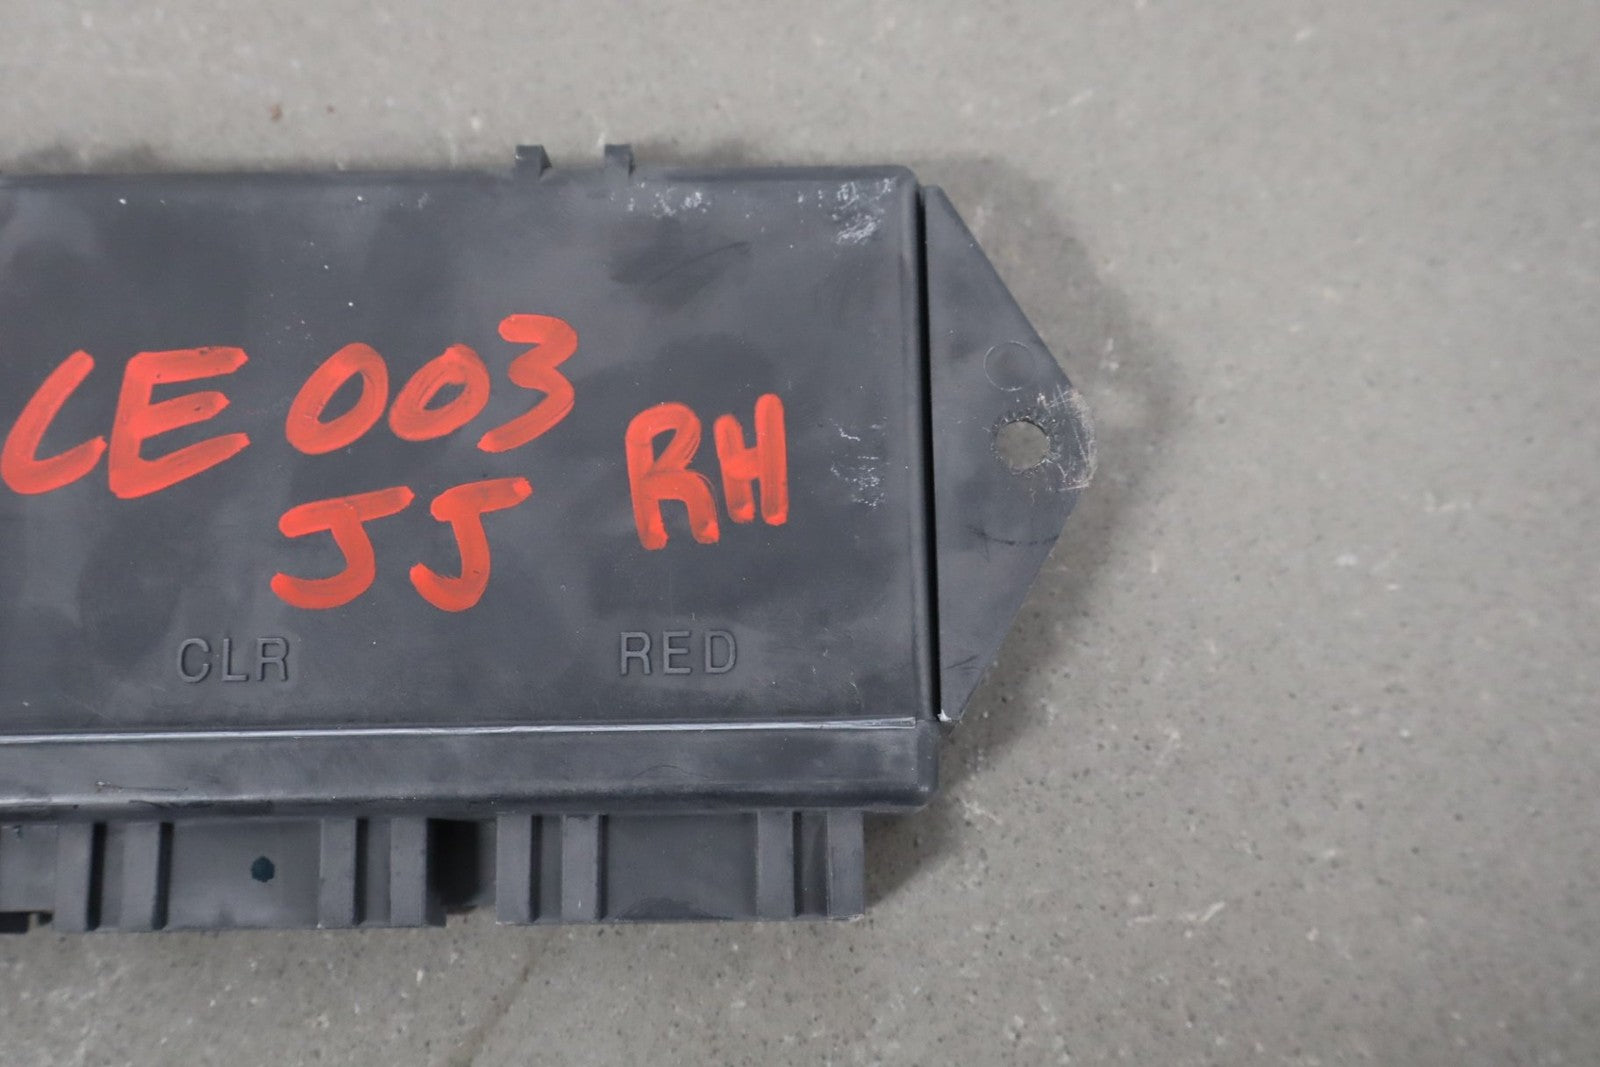 LE003 RH
JJ
CLR RED